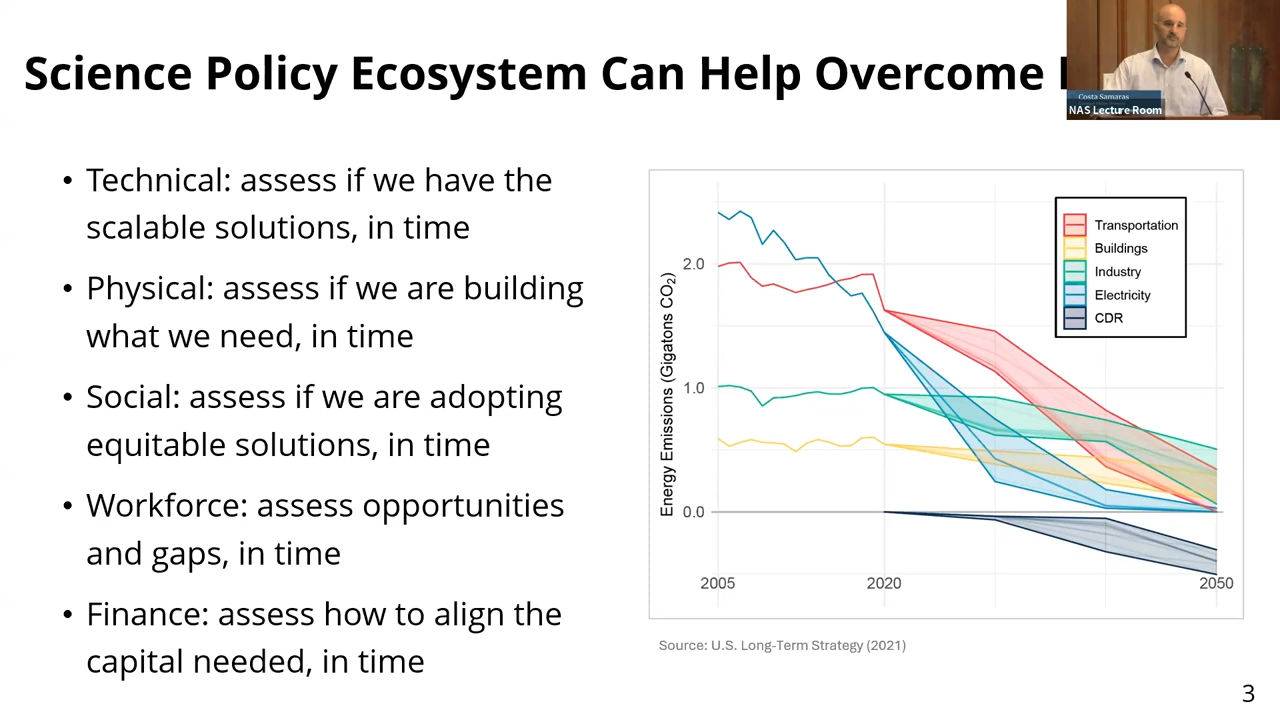 Science Policy Ecosystem Can Help Overcome
Costa Samaras
NAS Lecture Room
• Technical: assess if we have the
scalable solutions, in time
• Physical: assess if we are building
what we need, in time
• Social: assess if we are adopting
equitable solutions, in time
• Workforce: assess opportunities
and gaps, in time
• Finance: assess how to align the
capital needed, in time
Energy Emissions (Gigatons CO₂)
2.0
1.0
0.0
2005
2020
2050
Transportation
Buildings
Industry
Electricity
CDR
Source: U.S. Long-Term Strategy (2021)
3